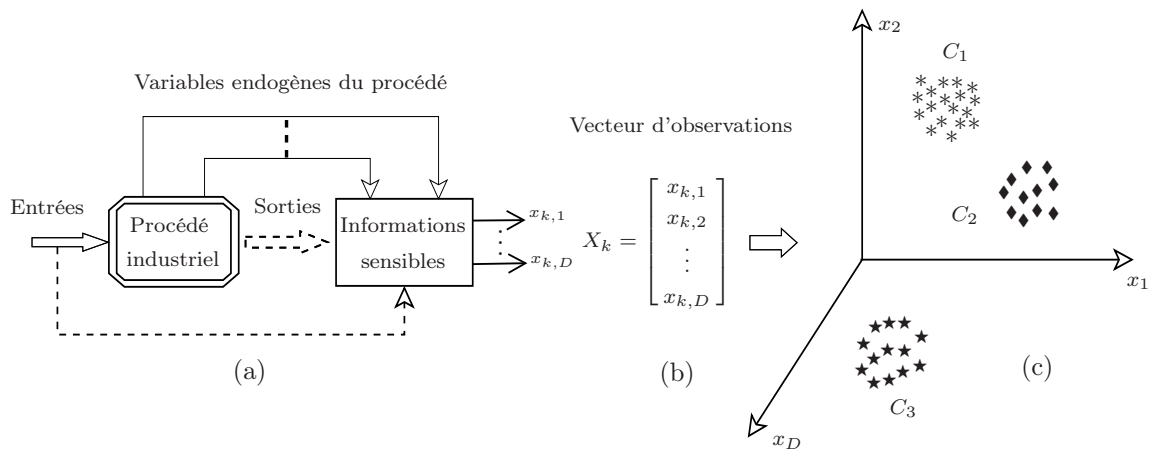 Variables endogènes du procédé
Entrées
Procédé
industriel
Sorties
Informations
sensibles
x_{k,1}
⋮
x_{k,D}
(a)
Vecteur d'observations
X_k = [ x_{k,1}
x_{k,2}
⋮
x_{k,D} ]
(b)
x_2
C_1
C_2
x_1
C_3
x_D
(c)